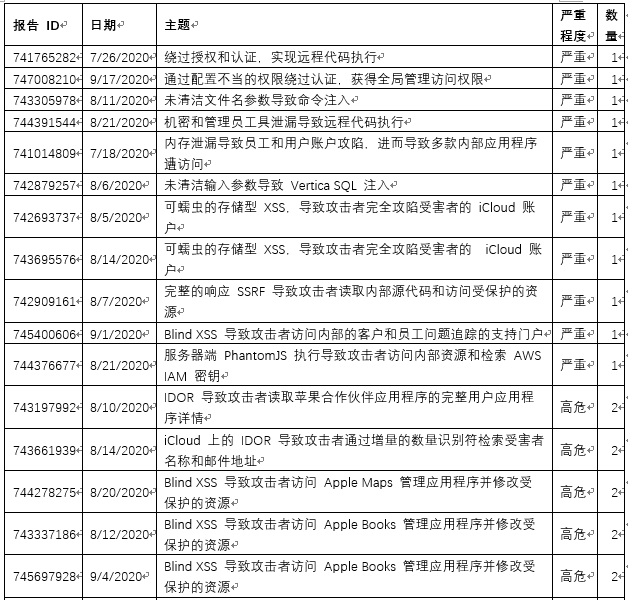 报告 ID 日期 主题 严重程度 数量
741765282 7/26/2020 绕过授权和认证，实现远程代码执行 严重 1
747008210 9/17/2020 通过配置不当的权限绕过认证，获得全局管理访问权限 严重 1
743305978 8/11/2020 未清洁文件名参数导致命令注入 严重 1
744391544 8/21/2020 机密和管理员工具泄漏导致远程代码执行 严重 1
741014809 7/18/2020 内存泄漏导致员工和用户账户攻陷，进而导致多款内部应用程序
遭访问 严重 1
742879257 8/6/2020 未清洁输入参数导致 Vertica SQL 注入 严重 1
742693737 8/5/2020 可蠕虫的存储型 XSS，导致攻击者完全攻陷受害者的 iCloud 账
户 严重 1
743695576 8/14/2020 可蠕虫的存储型 XSS，导致攻击者完全攻陷受害者的 iCloud 账
户 严重 1
742909161 8/7/2020 完整的响应 SSRF 导致攻击者读取内部源代码和访问受保护的资
源 严重 1
745400606 9/1/2020 Blind XSS 导致攻击者访问内部的客户和员工问题追踪的支持门户 严重 1
744376677 8/21/2020 服务器端 PhantomJS 执行导致攻击者访问内部资源和检索 AWS
IAM 密钥 严重 1
743197992 8/10/2020 IDOR 导致攻击者读取苹果合作伙伴应用程序的完整用户应用程
序详情 高危 2
743661939 8/14/2020 iCloud 上的 IDOR 导致攻击者通过增量的数量识别符检索受害者
名称和邮件地址 高危 2
744278275 8/20/2020 Blind XSS 导致攻击者访问 Apple Maps 管理应用程序并修改受
保护的资源 高危 2
743337186 8/12/2020 Blind XSS 导致攻击者访问 Apple Books 管理应用程序并修改受
保护的资源 高危 2
745697928 9/4/2020 Blind XSS 导致攻击者访问 Apple Books 管理应用程序并修改受
保护的资源 高危 2